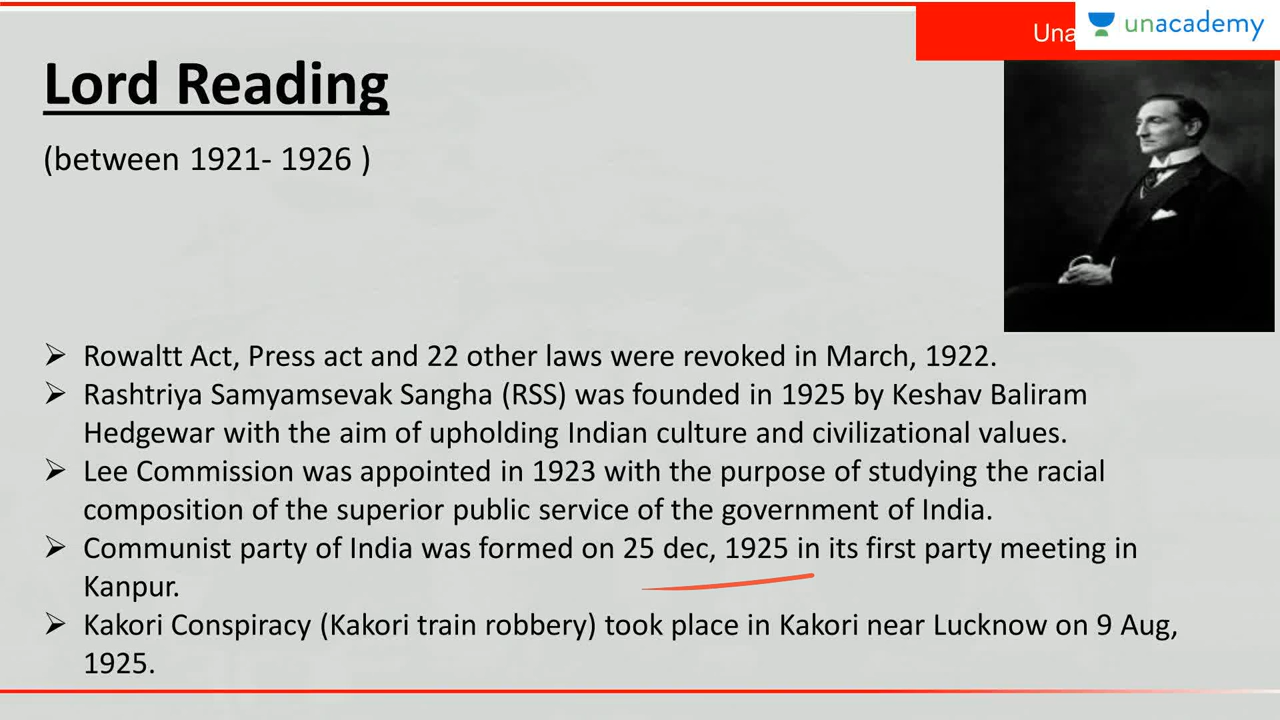 Una
unacademy
Lord Reading
(between 1921- 1926 )
➢ Rowaltt Act, Press act and 22 other laws were revoked in March, 1922.
➢ Rashtriya Samyamsevak Sangha (RSS) was founded in 1925 by Keshav Baliram
Hedgewar with the aim of upholding Indian culture and civilizational values.
➢ Lee Commission was appointed in 1923 with the purpose of studying the racial
composition of the superior public service of the government of India.
➢ Communist party of India was formed on 25 dec, 1925 in its first party meeting in
Kanpur.
➢ Kakori Conspiracy (Kakori train robbery) took place in Kakori near Lucknow on 9 Aug,
1925.